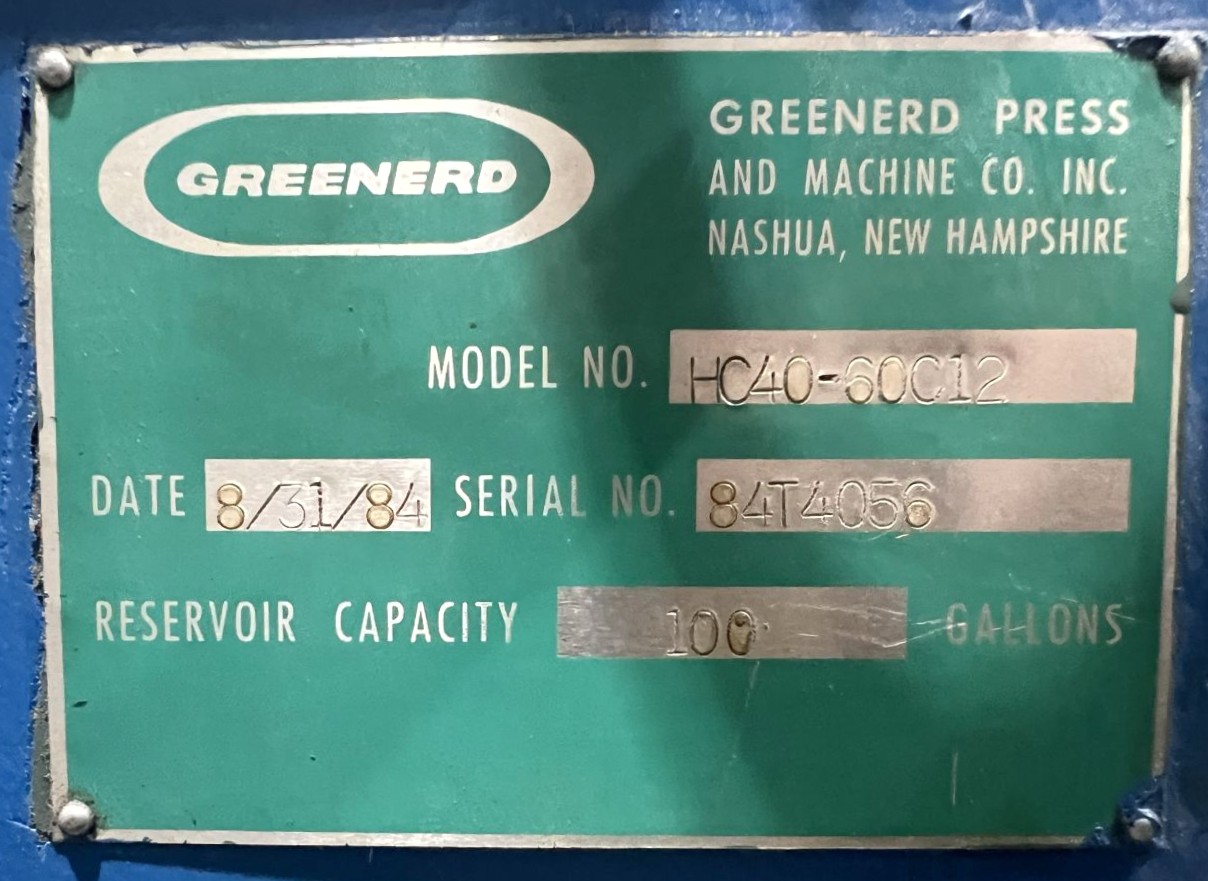 GREENERD
GREENERD PRESS
AND MACHINE CO. INC.
NASHUA, NEW HAMPSHIRE
MODEL NO. HC40-60C12
DATE 8/31/84 SERIAL NO. 84T4056
RESERVOIR CAPACITY 100 GALLONS